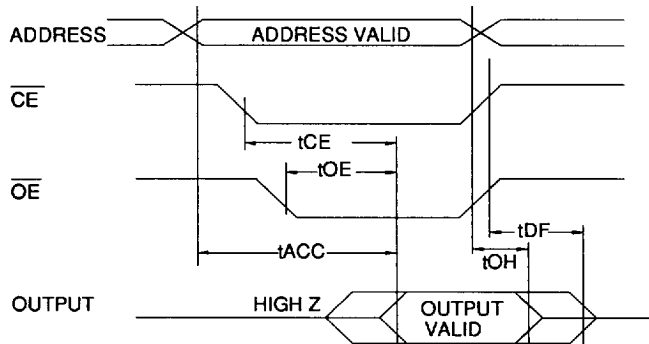 ADDRESS
ADDRESS VALID
CE
tCE
tOE
OE
tDF
tACC
tOH
OUTPUT
HIGH Z
OUTPUT
VALID